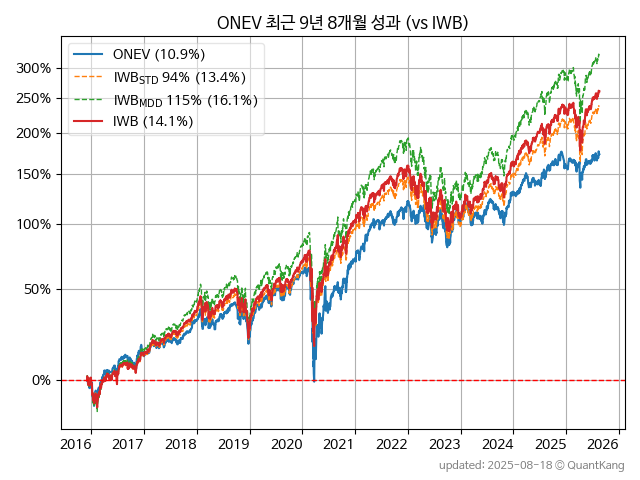 ONEV 최근 9년 8개월 성과 (vs IWB)
ONEV (10.9%)
IWB_STD 94% (13.4%)
IWB_MDD 115% (16.1%)
IWB (14.1%)
300%
250%
200%
150%
100%
50%
0%
2016 2017 2018 2019 2020 2021 2022 2023 2024 2025 2026
updated: 2025-08-18 © QuantKang